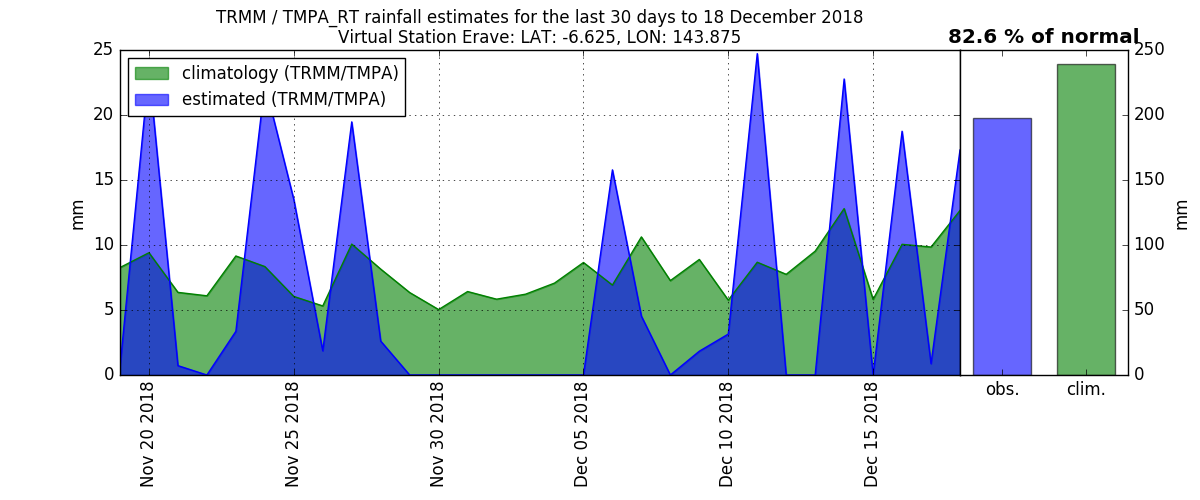 TRMM / TMPA_RT rainfall estimates for the last 30 days to 18 December 2018
Virtual Station Erave: LAT: -6.625, LON: 143.875
82.6 % of normal
climatology (TRMM/TMPA)
estimated (TRMM/TMPA)
25
20
15
10
5
0
mm
Nov 20 2018
Nov 25 2018
Nov 30 2018
Dec 05 2018
Dec 10 2018
Dec 15 2018
obs.
clim.
250
200
150
100
50
0
mm